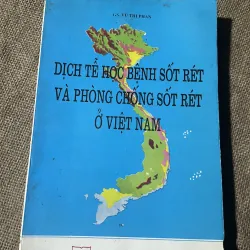 GS. VŨ THỊ PHAN
DỊCH TỄ HỌC BỆNH SỐT RÉT
VÀ PHÒNG CHỐNG SỐT RÉT
Ở VIỆT NAM